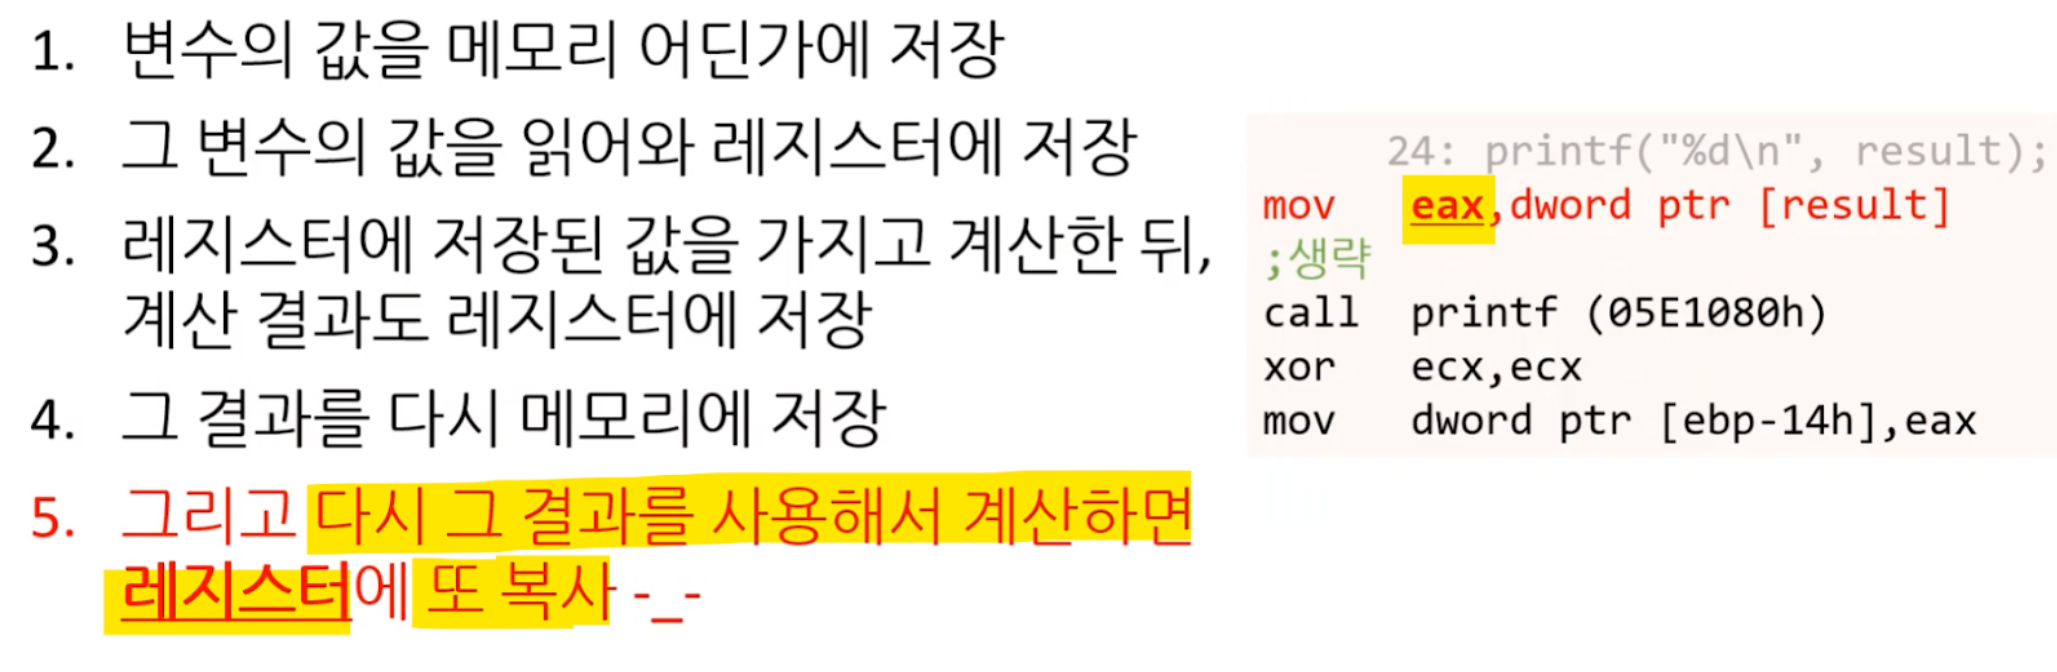 1. 변수의 값을 메모리 어딘가에 저장
2. 그 변수의 값을 읽어와 레지스터에 저장
3. 레지스터에 저장된 값을 가지고 계산한 뒤,
계산 결과도 레지스터에 저장
4. 그 결과를 다시 메모리에 저장
5. 그리고 다시 그 결과를 사용해서 계산하면
레지스터에 또 복사 -_-
24: printf("%d\n", result);
mov eax,dword ptr [result]
;생략
call printf (05E1080h)
xor ecx,ecx
mov dword ptr [ebp-14h],eax